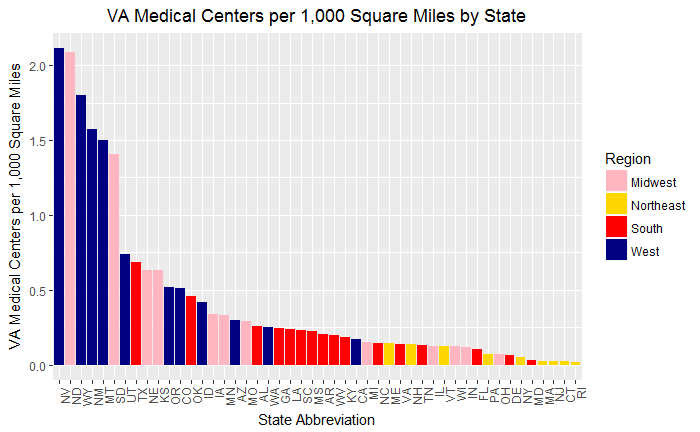 VA Medical Centers per 1,000 Square Miles by State
VA Medical Centers per 1,000 Square Miles
2.0
1.5
1.0
0.5
0.0
NV
ND
WY
NM
MT
SD
UT
TX
NE
KS
OR
CO
OK
ID
IA
MN
AZ
MO
AL
WA
GA
LA
SC
MS
AR
WV
KY
CA
MI
NC
ME
VA
NH
TN
IL
VT
WI
IN
FL
PA
OH
DE
NY
MD
MA
NJ
CT
RI
State Abbreviation
Region
Midwest
Northeast
South
West